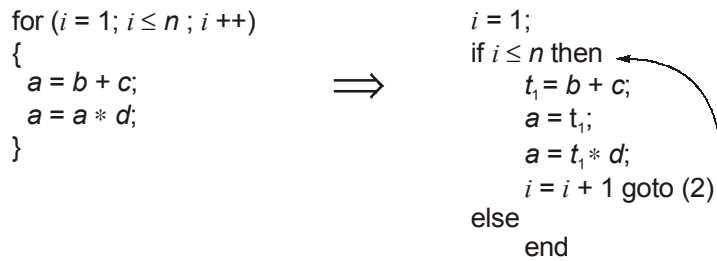 for (i = 1; i ≤ n ; i ++)
{
a = b + c;
a = a * d;
}
⟹
i = 1;
if i ≤ n then
t₁ = b + c;
a = t₁;
a = t₁ * d;
i = i + 1 goto (2)
else
end